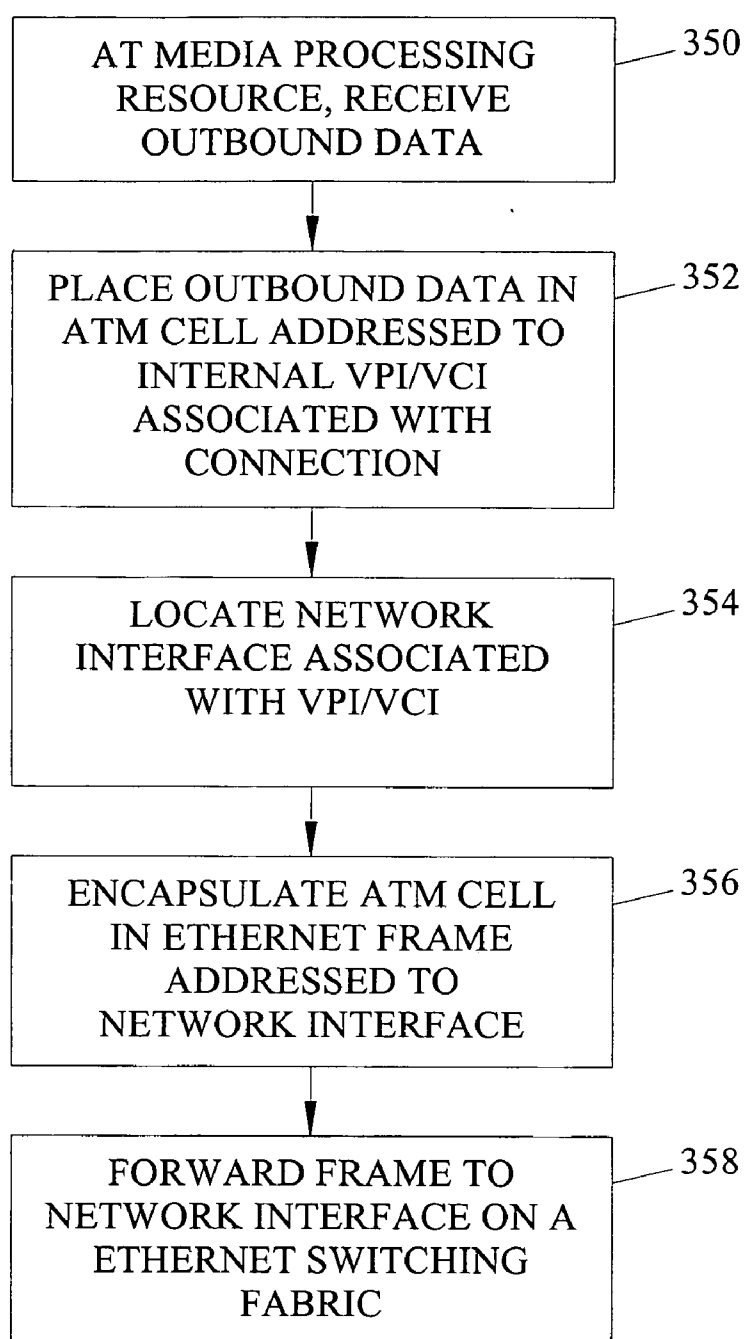 350
AT MEDIA PROCESSING
RESOURCE, RECEIVE
OUTBOUND DATA
352
PLACE OUTBOUND DATA IN
ATM CELL ADDRESSED TO
INTERNAL VPI/VCI
ASSOCIATED WITH
CONNECTION
354
LOCATE NETWORK
INTERFACE ASSOCIATED
WITH VPI/VCI
356
ENCAPSULATE ATM CELL
IN ETHERNET FRAME
ADDRESSED TO
NETWORK INTERFACE
358
FORWARD FRAME TO
NETWORK INTERFACE ON A
ETHERNET SWITCHING
FABRIC